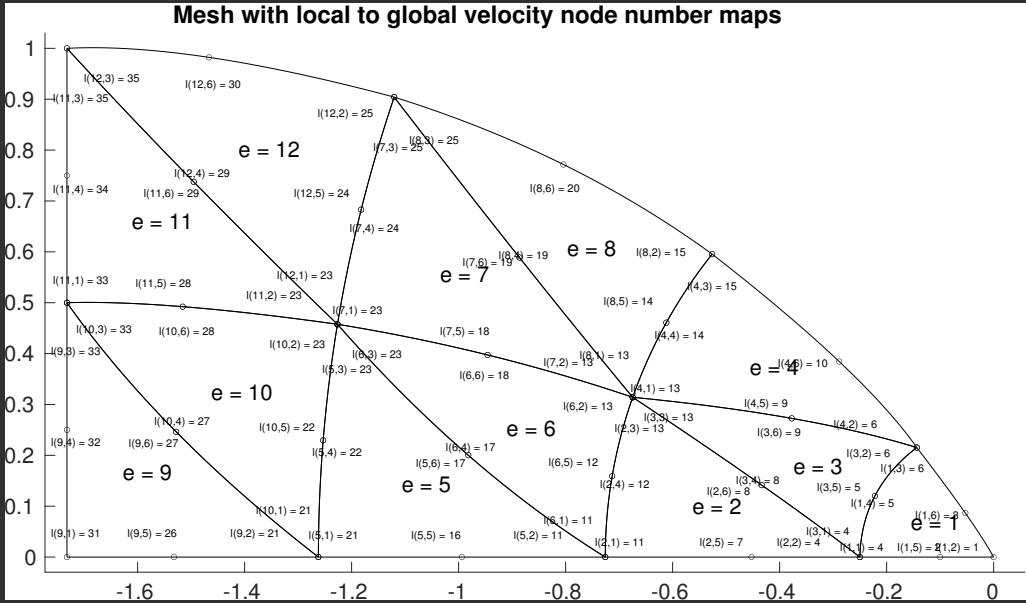 Mesh with local to global velocity node number maps
1
0.9
0.8
0.7
0.6
0.5
0.4
0.3
0.2
0.1
0
-1.6
-1.4
-1.2
-1
-0.8
-0.6
-0.4
-0.2
0
l(12,3) = 35
l(11,3) = 35
l(12,6) = 30
l(12,2) = 25
l(7,3) = 25
l(8,3) = 25
e = 12
l(12,4) = 29
l(11,6) = 29
l(11,4) = 34
l(12,5) = 24
l(7,4) = 24
l(8,6) = 20
e = 11
e = 8
l(8,2) = 15
l(8,4) = 19
l(7,6) = 19
e = 7
l(12,1) = 23
l(11,1) = 33
l(11,5) = 28
l(11,2) = 23
l(4,3) = 15
l(8,5) = 14
l(7,1) = 23
l(10,3) = 33
l(10,6) = 28
l(7,5) = 18
l(4,4) = 14
l(10,2) = 23
l(9,3) = 33
l(6,3) = 23
l(5,3) = 23
l(8,1) = 13
l(7,2) = 13
l(6,6) = 18
l(4,6) = 10
e = 4
e = 10
l(4,1) = 13
l(6,2) = 13
l(3,3) = 13
l(2,3) = 13
l(4,5) = 9
l(3,6) = 9
l(4,2) = 6
l(10,4) = 27
l(10,5) = 22
e = 6
l(9,4) = 32
l(9,6) = 27
l(5,4) = 22
l(6,4) = 17
l(5,6) = 17
l(6,5) = 12
l(3,2) = 6
l(1,3) = 6
e = 3
e = 9
e = 5
l(2,4) = 12
l(3,4) = 8
l(2,6) = 8
l(3,5) = 5
l(1,4) = 5
e = 2
l(10,1) = 21
l(6,1) = 11
l(1,6) = 3
e = 1
l(9,1) = 31
l(9,5) = 26
l(9,2) = 21
l(5,1) = 21
l(5,5) = 16
l(5,2) = 11
l(2,1) = 11
l(2,5) = 7
l(2,2) = 4
l(3,1) = 4
l(1,1) = 4
l(1,5) = 2
l(1,2) = 1